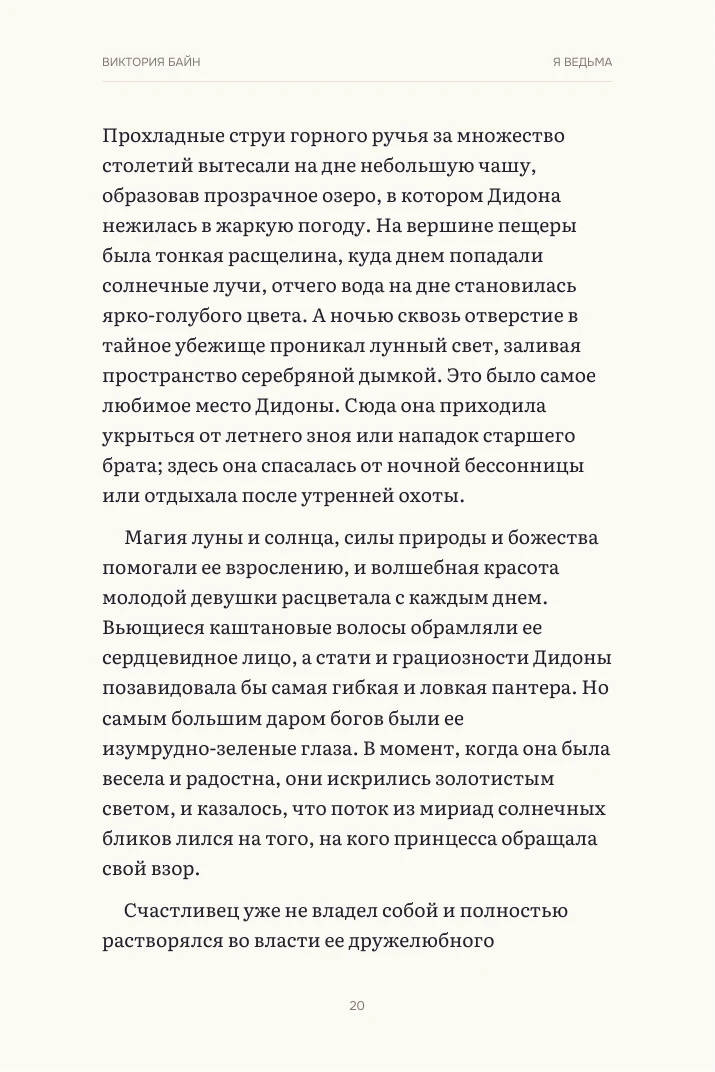 ВИКТОРИЯ БАЙН
Я ВЕДЬМА
Прохладные струи горного ручья за множество
столетий вытесали на дне небольшую чашу,
образовав прозрачное озеро, в котором Дидона
нежилась в жаркую погоду. На вершине пещеры
была тонкая расщелина, куда днем попадали
солнечные лучи, отчего вода на дне становилась
ярко-голубого цвета. А ночью сквозь отверстие в
тайное убежище проникал лунный свет, заливая
пространство серебряной дымкой. Это было самое
любимое место Дидоны. Сюда она приходила
укрыться от летнего зноя или нападок старшего
брата; здесь она спасалась от ночной бессонницы
или отдыхала после утренней охоты.
Магия луны и солнца, силы природы и божества
помогали ее взрослению, и волшебная красота
молодой девушки расцветала с каждым днем.
Вьющиеся каштановые волосы обрамляли ее
сердцевидное лицо, а стати и грациозности Дидоны
позавидовала бы самая гибкая и ловкая пантера. Но
самым большим даром богов были ее
изумрудно-зеленые глаза. В момент, когда она была
весела и радостна, они искрились золотистым
светом, и казалось, что поток из мириад солнечных
бликов лился на того, на кого принцесса обращала
свой взор.
Счастливец уже не владел собой и полностью
растворялся во власти ее дружелюбного
20